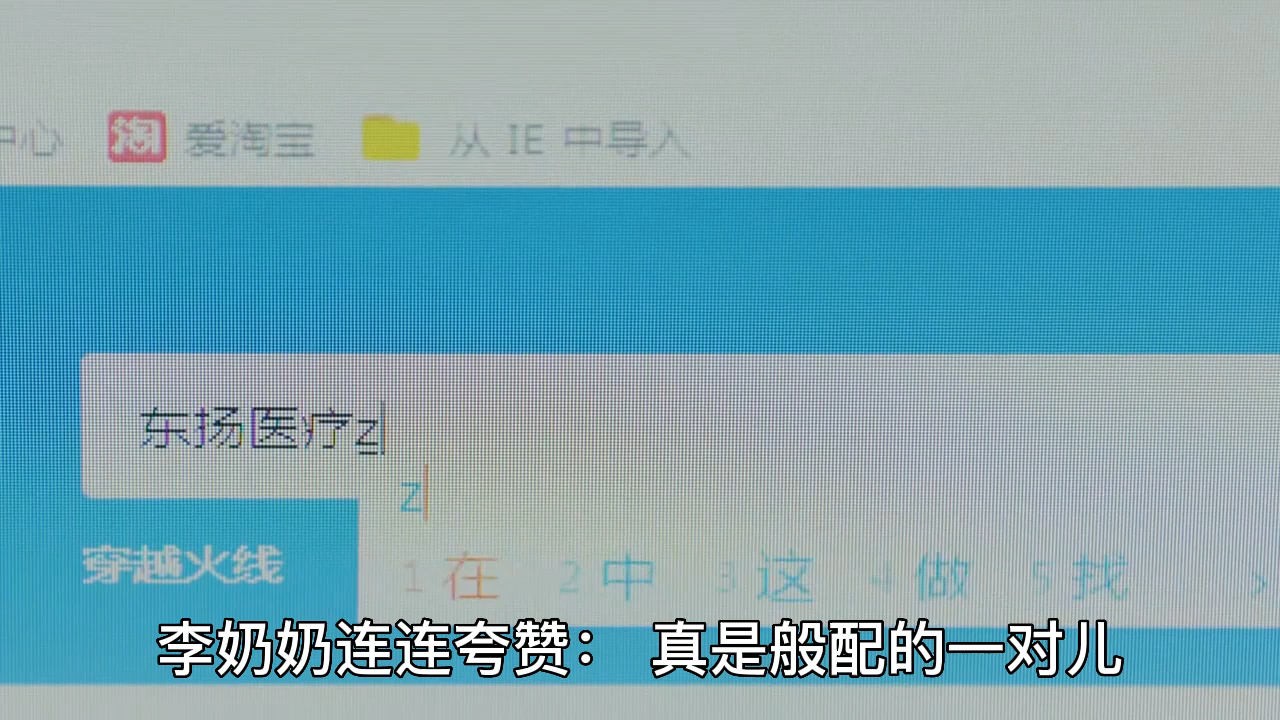 中心 淘 爱淘宝 从 IE 中导入
东扬医疗z
z
穿越火线
1 在 2 中 3 这 4 做 5 找 >
李奶奶连连夸赞： 真是般配的一对儿